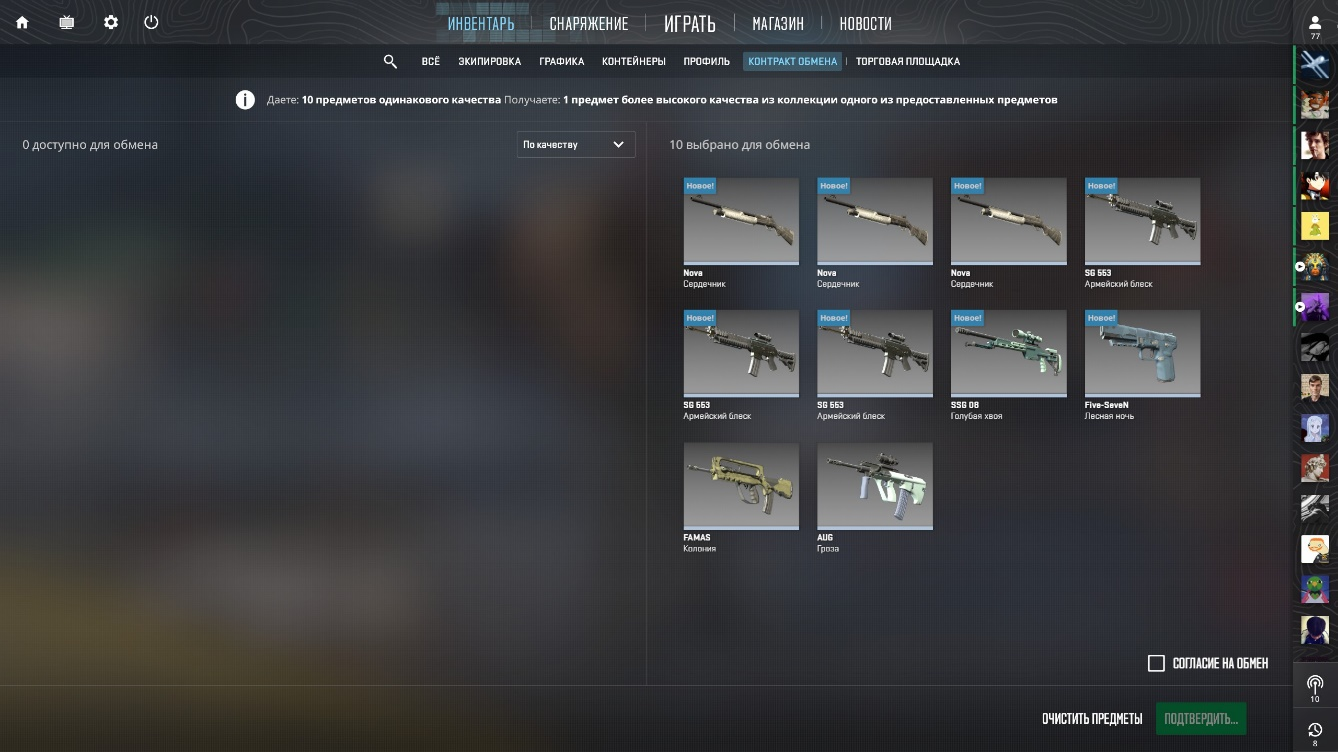 ИНВЕНТАРЬ СНАРЯЖЕНИЕ ИГРАТЬ МАГАЗИН НОВОСТИ
77
ВСЁ ЭКИПИРОВКА ГРАФИКА КОНТЕЙНЕРЫ ПРОФИЛЬ КОНТРАКТ ОБМЕНА ТОРГОВАЯ ПЛОЩАДКА
Даете: 10 предметов одинакового качества Получаете: 1 предмет более высокого качества из коллекции одного из предоставленных предметов
0 доступно для обмена
По качеству
10 выбрано для обмена
Новое! Новое! Новое! Новое!
Nova Nova Nova SG 553
Сердечник Сердечник Сердечник Армейский блеск
Новое! Новое! Новое! Новое!
SG 553 SG 553 SSG 08 Five-SeveN
Армейский блеск Армейский блеск Голубая хвоя Лесная ночь
FAMAS AUG
Колония Гроза
СОГЛАСИЕ НА ОБМЕН
10
ОЧИСТИТЬ ПРЕДМЕТЫ ПОДТВЕРДИТЬ...
8